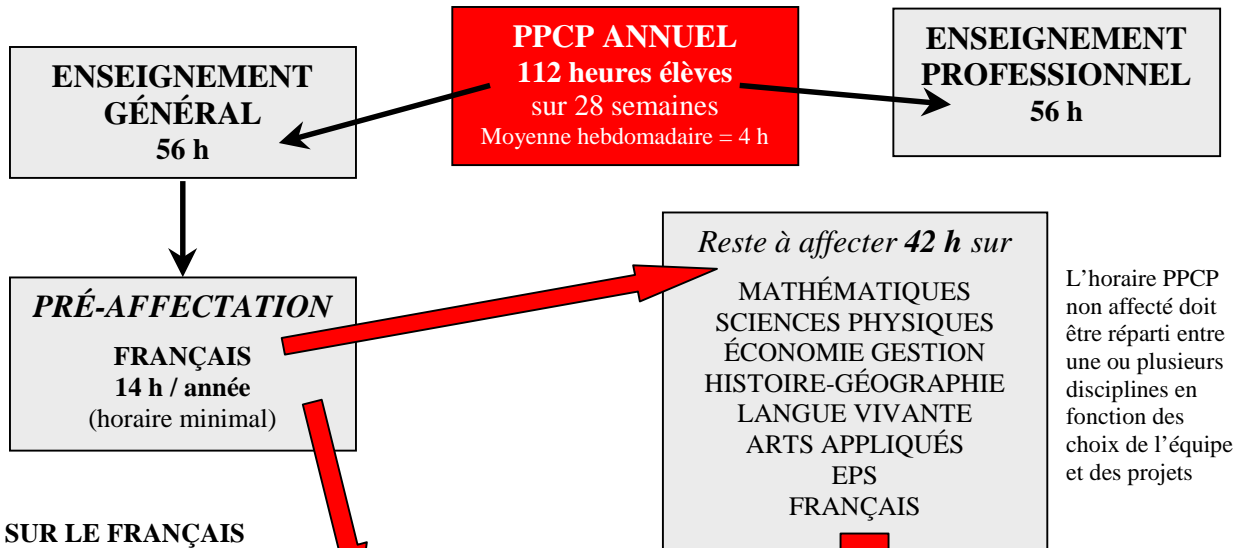 PPCP ANNUEL
112 heures élèves
sur 28 semaines
Moyenne hebdomadaire = 4 h
ENSEIGNEMENT
GÉNÉRAL
56 h
ENSEIGNEMENT
PROFESSIONNEL
56 h
PRÉ-AFFECTATION
FRANÇAIS
14 h / année
(horaire minimal)
Reste à affecter 42 h sur
MATHÉMATIQUES
SCIENCES PHYSIQUES
ÉCONOMIE GESTION
HISTOIRE-GÉOGRAPHIE
LANGUE VIVANTE
ARTS APPLIQUÉS
EPS
FRANÇAIS
L’horaire PPCP
non affecté doit
être réparti entre
une ou plusieurs
disciplines en
fonction des
choix de l’équipe
et des projets
SUR LE FRANÇAIS